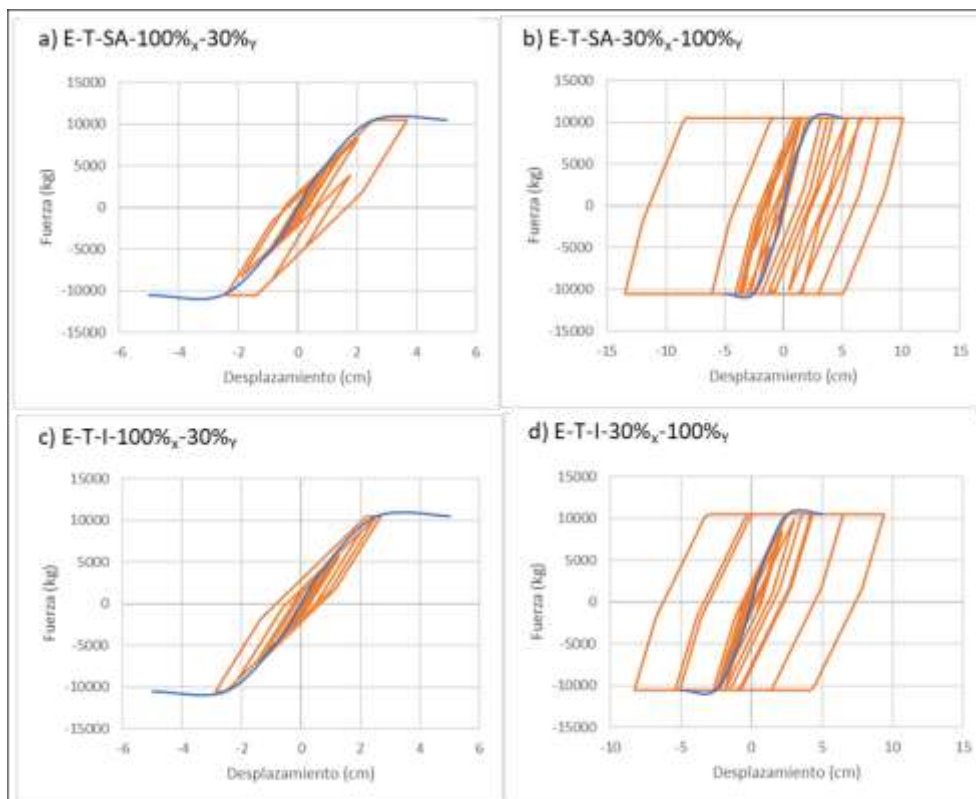 a) E-T-SA-100%x-30%Y
15000
10000
5000
0
-5000
-10000
-15000
Fuerza (kg)
-6 -4 -2 0 2 4 6
Desplazamiento (cm)
b) E-T-SA-30%x-100%Y
15000
10000
5000
0
-5000
-10000
-15000
Fuerza (kg)
-15 -10 -5 0 5 10 15
Desplazamiento (cm)
c) E-T-I-100%x-30%Y
15000
10000
5000
0
-5000
-10000
-15000
Fuerza (kg)
-6 -4 -2 0 2 4 6
Desplazamiento (cm)
d) E-T-I-30%x-100%Y
15000
10000
5000
0
-5000
-10000
-15000
Fuerza (kg)
-10 -5 0 5 10 15
Desplazamiento (cm)